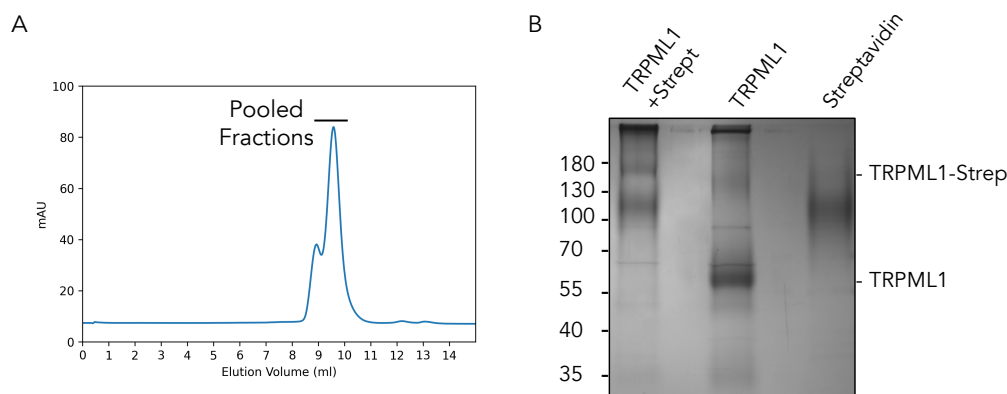 A
100
80
60
40
20
0
mAU
Pooled
Fractions
0 1 2 3 4 5 6 7 8 9 10 11 12 13 14
Elution Volume (ml)
B
TRPML1
+Strept
TRPML1
Streptavidin
180
130
100
70
55
40
35
TRPML1-Strep
TRPML1